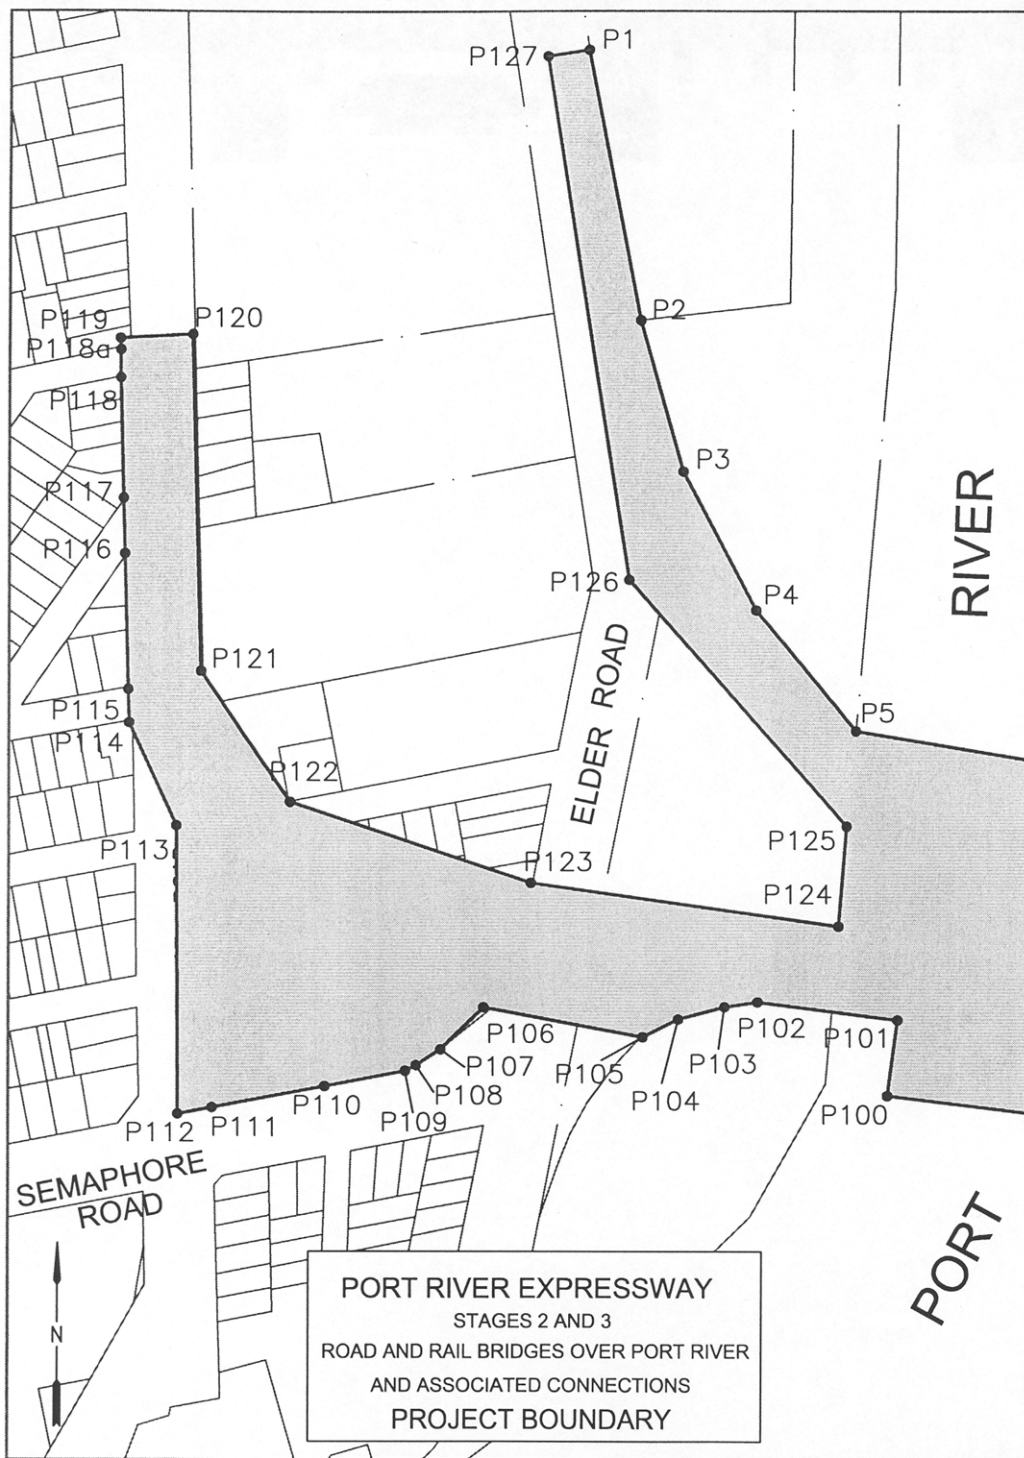 P127
P1
P2
P119
P120
P118a
P118
P3
P117
P116
P126
P4
RIVER
P121
ELDER ROAD
P115
P114
P5
P122
P113
P125
P123
P124
P106
P102
P101
P107
P105
P103
P108
P104
P110
P109
P100
P112
P111
SEMAPHORE
ROAD
PORT
N
PORT RIVER EXPRESSWAY
STAGES 2 AND 3
ROAD AND RAIL BRIDGES OVER PORT RIVER
AND ASSOCIATED CONNECTIONS
PROJECT BOUNDARY